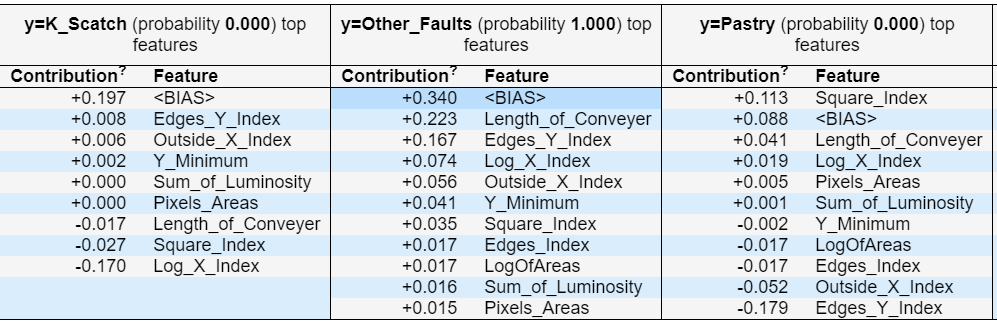 y=K_Scatch (probability 0.000) top features
Contribution? Feature
+0.197 <BIAS>
+0.008 Edges_Y_Index
+0.006 Outside_X_Index
+0.002 Y_Minimum
+0.000 Sum_of_Luminosity
+0.000 Pixels_Areas
-0.017 Length_of_Conveyer
-0.027 Square_Index
-0.170 Log_X_Index
y=Other_Faults (probability 1.000) top features
Contribution? Feature
+0.340 <BIAS>
+0.223 Length_of_Conveyer
+0.167 Edges_Y_Index
+0.074 Log_X_Index
+0.056 Outside_X_Index
+0.041 Y_Minimum
+0.035 Square_Index
+0.017 Edges_Index
+0.017 LogOfAreas
+0.016 Sum_of_Luminosity
+0.015 Pixels_Areas
y=Pastry (probability 0.000) top features
Contribution? Feature
+0.113 Square_Index
+0.088 <BIAS>
+0.041 Length_of_Conveyer
+0.019 Log_X_Index
+0.005 Pixels_Areas
+0.001 Sum_of_Luminosity
-0.002 Y_Minimum
-0.017 LogOfAreas
-0.017 Edges_Index
-0.052 Outside_X_Index
-0.179 Edges_Y_Index